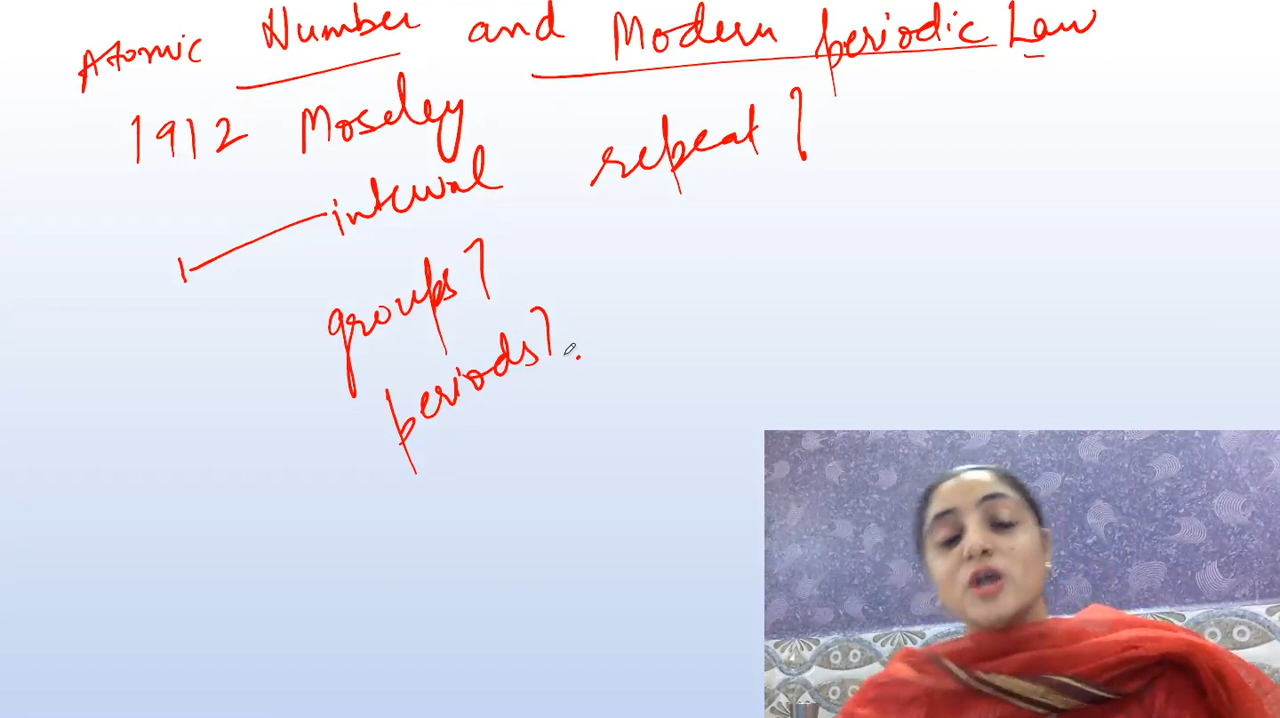 Atomic Number and Modern periodic Law
1912 Moseley
repeat ?
interval
groups?
periods?